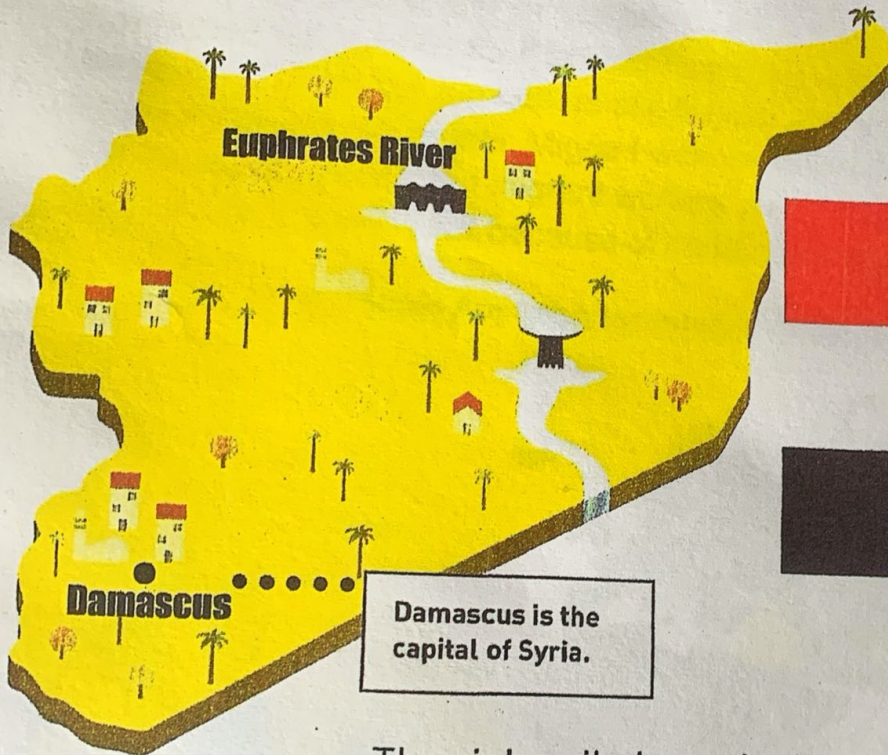 Euphrates River
Damascus
Damascus is the
capital of Syria.